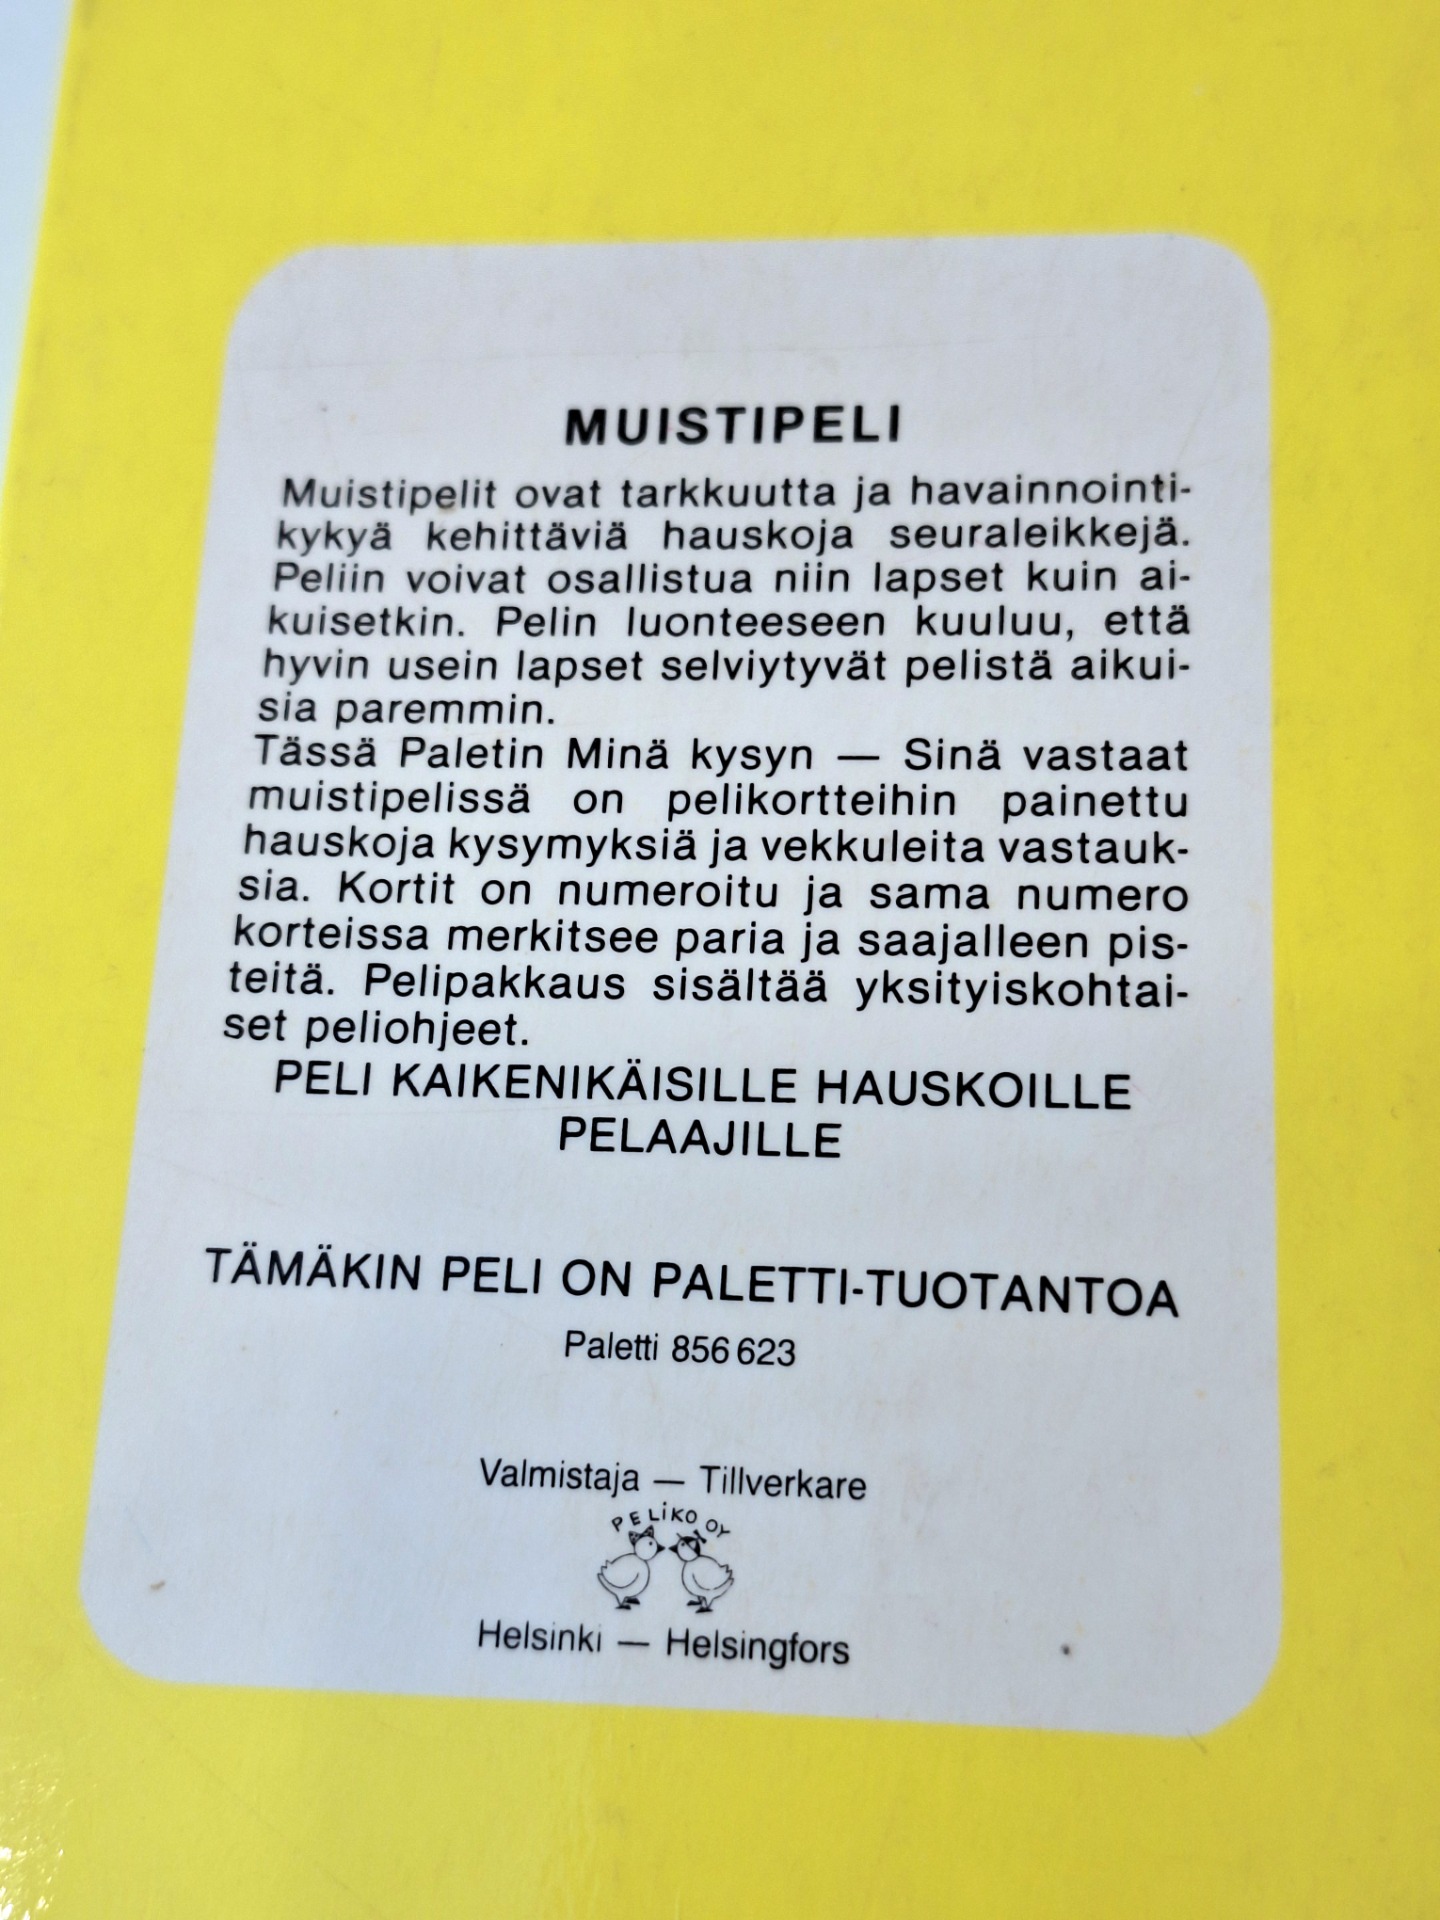 MUISTIPELI
Muistipelit ovat tarkkuutta ja havainnointi-
kykyä kehittäviä hauskoja seuraleikkejä.
Peliin voivat osallistua niin lapset kuin ai-
kuisetkin. Pelin luonteeseen kuuluu, että
hyvin usein lapset selviytyvät pelistä aikui-
sia paremmin.
Tässä Paletin Minä kysyn — Sinä vastaat
muistipelissä on pelikortteihin painettu
hauskoja kysymyksiä ja vekkuleita vastauk-
sia. Kortit on numeroitu ja sama numero
korteissa merkitsee paria ja saajalleen pis-
teitä. Pelipakkaus sisältää yksityiskohtai-
set peliohjeet.
PELI KAIKENIKÄISILLE HAUSKOILLE
PELAAJILLE
TÄMÄKIN PELI ON PALETTI-TUOTANTOA
Paletti 856 623
Valmistaja — Tillverkare
PELiKO OY
Helsinki — Helsingfors